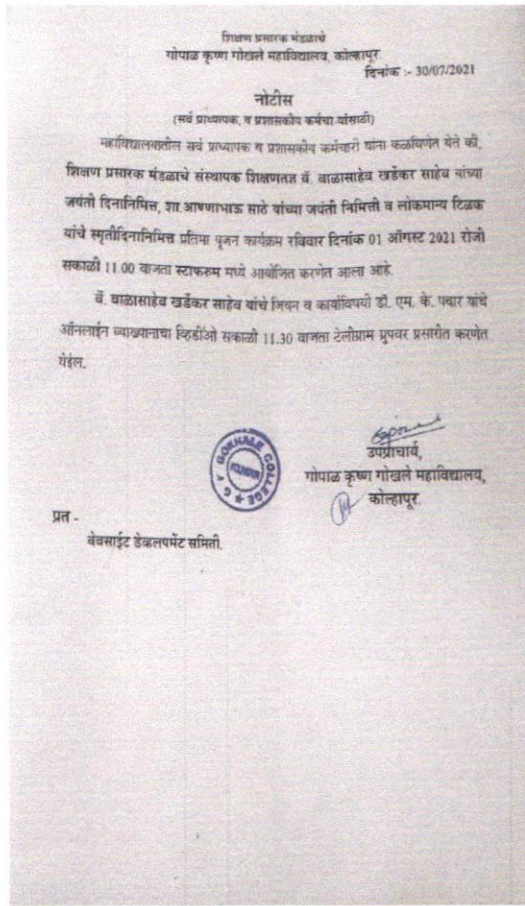 शिक्षण प्रसारक मंडळाचे
गोपाळ कृष्ण गोखले महाविद्यालय, कोल्हापूर
दिनांक :- 30/07/2021
नोटीस
(सर्व प्राध्यापक, व प्रशासकीय कर्मचा यांसाठी)
महाविद्यालयातील सर्व प्राध्यापक व प्रशासकीय कर्मचारी यांना कळविणेत येते की,
शिक्षण प्रसारक मंडळाचे संस्थापक शिक्षणतज्ञ बॅ. बाळासाहेब खर्डेकर साहेब यांच्या
जयंती दिनानिमित्त, शा.आण्णाभाऊ साठे यांच्या जयंती निमित्ती व लोकमान्य टिळक
यांचे स्मृतीदिनानिमित्त प्रतिमा पूजन कार्यक्रम रविवार दिनांक 01 ऑगस्ट 2021 रोजी
सकाळी 11.00 वाजता स्टाफरुम मध्ये आयोजित करणेत आला आहे.
बॅ. बाळासाहेब खर्डेकर साहेब यांचे जिवन व कार्याविषयी डॉ. एम. के. पवार यांचे
ऑनलाईन व्याख्यानाचा व्हिडीओ सकाळी 11.30 वाजता टेलीग्राम ग्रुपवर प्रसारीत करणेत
येईल.
उपप्राचार्य,
गोपाळ कृष्ण गोखले महाविद्यालय,
कोल्हापूर.
G K GOKHALE COLLEGE
प्रत -
वेबसाईट डेव्हलपमेंट समिती.